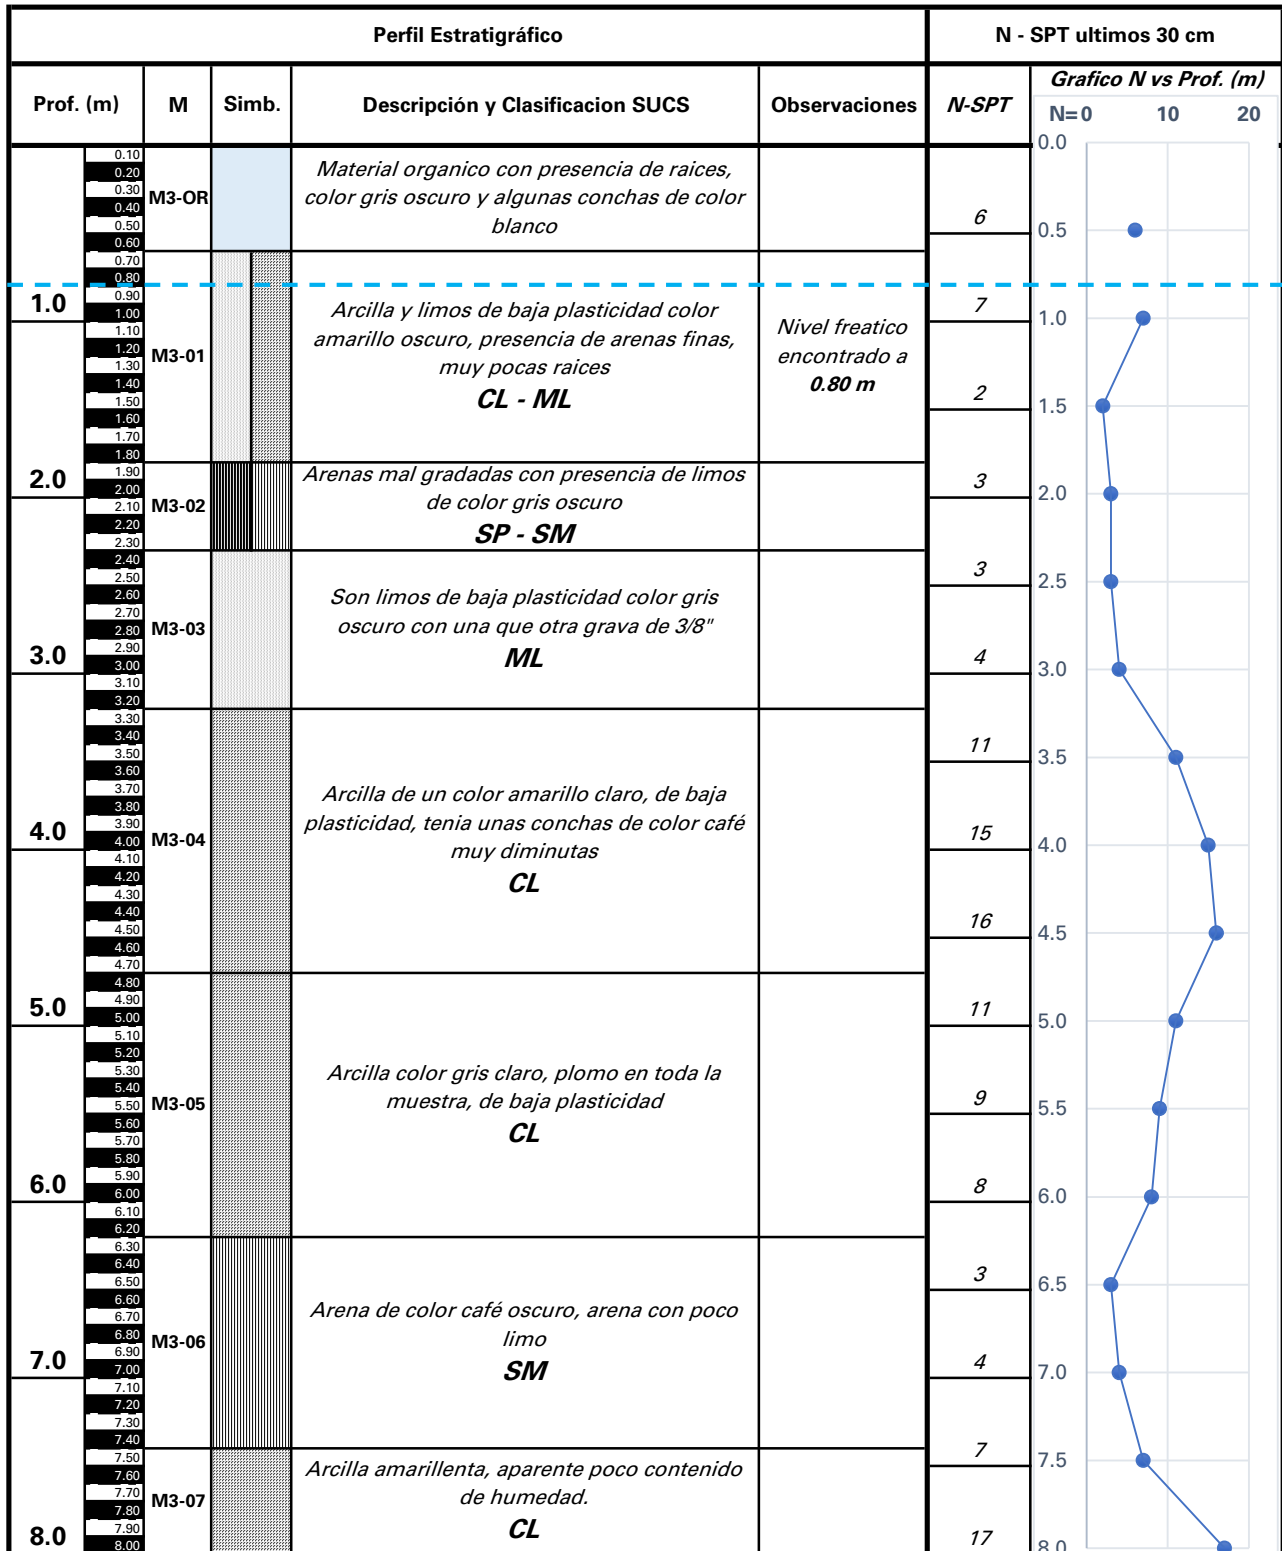 Perfil Estratigráfico
N - SPT ultimos 30 cm
Prof. (m)
M
Simb.
Descripción y Clasificacion SUCS
Observaciones
N-SPT
Grafico N vs Prof. (m)
N= 0 10 20
0.0
0.10
0.20
0.30
0.40
0.50
0.60
M3-OR
Material organico con presencia de raices,
color gris oscuro y algunas conchas de color
blanco
6
0.5
0.70
0.80
0.90
1.0
1.00
1.10
1.20
1.30
1.40
1.50
1.60
1.70
1.80
M3-01
Arcilla y limos de baja plasticidad color
amarillo oscuro, presencia de arenas finas,
muy pocas raices
CL - ML
Nivel freatico
encontrado a
0.80 m
7
1.0
2
1.5
1.90
2.0
2.00
2.10
2.20
2.30
M3-02
Arenas mal gradadas con presencia de limos
de color gris oscuro
SP - SM
3
2.0
2.40
2.50
2.60
2.70
2.80
2.90
3.0
3.00
3.10
3.20
M3-03
Son limos de baja plasticidad color gris
oscuro con una que otra grava de 3/8"
ML
3
2.5
4
3.0
3.30
3.40
3.50
3.60
3.70
3.80
3.90
4.0
4.00
4.10
4.20
4.30
4.40
4.50
4.60
4.70
M3-04
Arcilla de un color amarillo claro, de baja
plasticidad, tenia unas conchas de color café
muy diminutas
CL
11
3.5
15
4.0
16
4.5
4.80
4.90
5.0
5.00
5.10
5.20
5.30
5.40
5.50
5.60
5.70
5.80
5.90
6.0
6.00
6.10
6.20
M3-05
Arcilla color gris claro, plomo en toda la
muestra, de baja plasticidad
CL
11
5.0
9
5.5
8
6.0
6.30
6.40
6.50
6.60
6.70
6.80
6.90
7.0
7.00
7.10
7.20
7.30
7.40
M3-06
Arena de color café oscuro, arena con poco
limo
SM
3
6.5
4
7.0
7.50
7.60
7.70
7.80
7.90
8.0
8.00
M3-07
Arcilla amarillenta, aparente poco contenido
de humedad.
CL
7
7.5
17
8.0